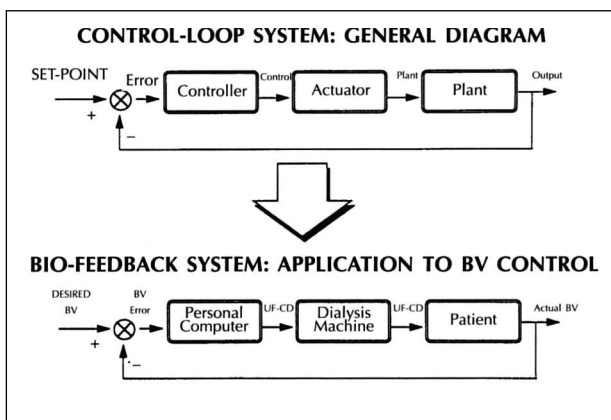 CONTROL-LOOP SYSTEM: GENERAL DIAGRAM
SET-POINT
Error
Controller
Control
Actuator
Plant
Plant
Output
+
−
BIO-FEEDBACK SYSTEM: APPLICATION TO BV CONTROL
DESIRED
BV
BV
Error
Personal
Computer
UF-CD
Dialysis
Machine
UF-CD
Patient
Actual BV
+
−